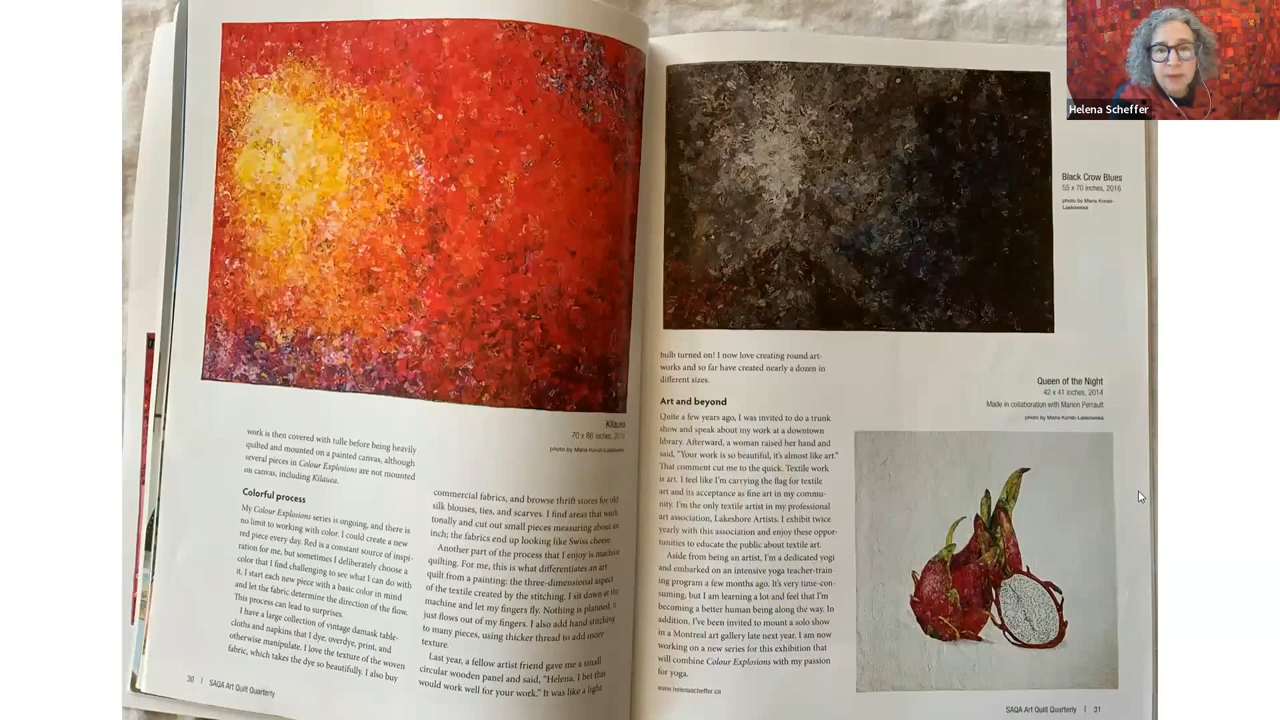 Kilauea
70 x 86 inches, 201
photo by Maria Korab-Laskowska
work is then covered with tulle before being heavily
quilted and mounted on a painted canvas, although
several pieces in Colour Explosions are not mounted
on canvas, including Kilauea.
Colorful process
My Colour Explosions series is ongoing, and there is
no limit to working with color. I could create a new
red piece every day. Red is a constant source of inspi-
ration for me, but sometimes I deliberately choose a
color that I find challenging to see what I can do with
it. I start each new piece with a basic color in mind
and let the fabric determine the direction of the flow.
This process can lead to surprises.
I have a large collection of vintage damask table-
cloths and napkins that I dye, overdye, print, and
otherwise manipulate. I love the texture of the woven
fabric, which takes the dye so beautifully. I also buy
commercial fabrics, and browse thrift stores for old
silk blouses, ties, and scarves. I find areas that work
tonally and cut out small pieces measuring about an
inch; the fabrics end up looking like Swiss cheese.
Another part of the process that I enjoy is machine
quilting. For me, this is what differentiates an art
quilt from a painting: the three-dimensional aspect
of the textile created by the stitching. I sit down at the
machine and let my fingers fly. Nothing is planned, it
just flows out of my fingers. I also add hand stitching
to many pieces, using thicker thread to add more
texture.
Last year, a fellow artist friend gave me a small
circular wooden panel and said, "Helena, I bet this
would work well for your work." It was like a light
30 | SAQA Art Quilt Quarterly
Black Crow Blues
55 x 70 inches, 2016
photo by Maria Korab-
Laskowska
bulb turned on! I now love creating round art-
works and so far have created nearly a dozen in
different sizes.
Art and beyond
Quite a few years ago, I was invited to do a trunk
show and speak about my work at a downtown
library. Afterward, a woman raised her hand and
said, "Your work is so beautiful, it's almost like art."
That comment cut me to the quick. Textile work
is art. I feel like I'm carrying the flag for textile
art and its acceptance as fine art in my commu-
nity. I'm the only textile artist in my professional
art association, Lakeshore Artists. I exhibit twice
yearly with this association and enjoy these oppor-
tunities to educate the public about textile art.
Aside from being an artist, I'm a dedicated yogi
and embarked on an intensive yoga teacher-train-
ing program a few months ago. It's very time-con-
suming, but I am learning a lot and feel that I'm
becoming a better human being along the way. In
addition, I've been invited to mount a solo show
in a Montreal art gallery late next year. I am now
working on a new series for this exhibition that
will combine Colour Explosions with my passion
for yoga.
www.helenascheffer.ca
Queen of the Night
42 x 41 inches, 2014
Made in collaboration with Marion Perrault
photo by Maria Korab-Laskowska
SAQA Art Quilt Quarterly | 31
Helena Scheffer